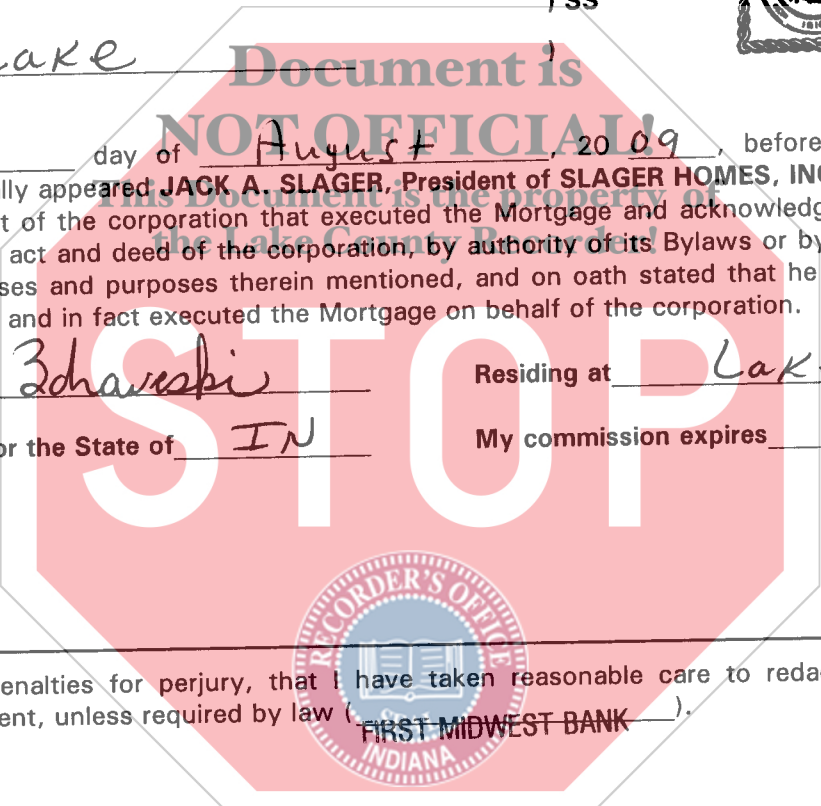 ) SS
Lake )
Document is
NOT OFFICIAL!
day of August, 20 09, before
lly appeared JACK A. SLAGER, President of SLAGER HOMES, INC
This Document is the property of
t of the corporation that executed the Mortgage and acknowledg
the Lake County Recorder!
act and deed of the corporation, by authority of its Bylaws or by
ses and purposes therein mentioned, and on oath stated that he
and in fact executed the Mortgage on behalf of the corporation.
STOP
Residing at Lak
or the State of IN My commission expires
RECORDER'S OFFICE
enalties for perjury, that I have taken reasonable care to reda
ent, unless required by law ( FIRST MIDWEST BANK ).
INDIANA